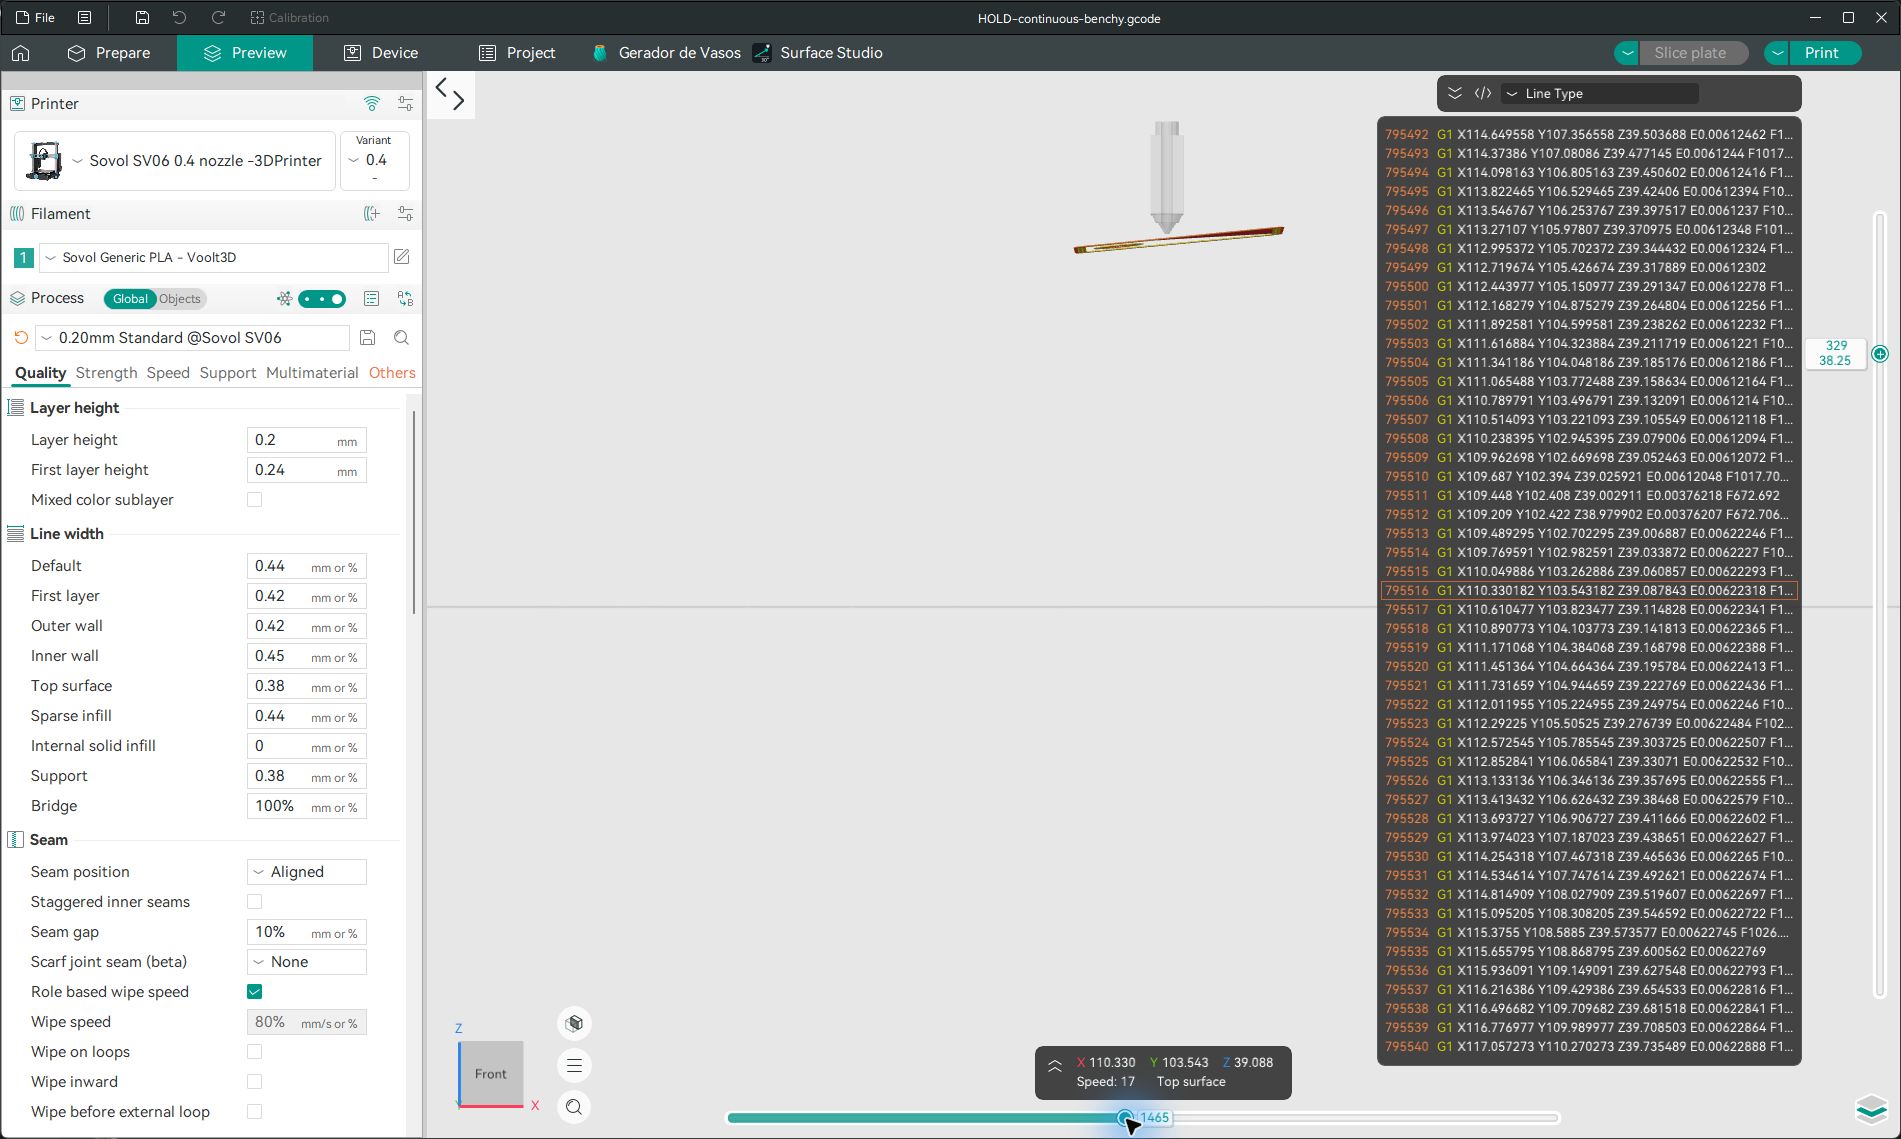 File
Calibration
HOLD-continuous-benchy.gcode
Prepare
Preview
Device
Project
Gerador de Vasos
Surface Studio
Slice plate
Print
Printer
Sovol SV06 0.4 nozzle -3DPrinter
Variant
0.4
-
Filament
1
Sovol Generic PLA - Voolt3D
Process
Global
Objects
0.20mm Standard @Sovol SV06
Quality
Strength
Speed
Support
Multimaterial
Others
Layer height
Layer height 0.2 mm
First layer height 0.24 mm
Mixed color sublayer
Line width
Default 0.44 mm or %
First layer 0.42 mm or %
Outer wall 0.42 mm or %
Inner wall 0.45 mm or %
Top surface 0.38 mm or %
Sparse infill 0.44 mm or %
Internal solid infill 0 mm or %
Support 0.38 mm or %
Bridge 100% mm or %
Seam
Seam position Aligned
Staggered inner seams
Seam gap 10% mm or %
Scarf joint seam (beta) None
Role based wipe speed
Wipe speed 80% mm/s or %
Wipe on loops
Wipe inward
Wipe before external loop
Line Type
795492 G1 X114.649558 Y107.356558 Z39.503688 E0.00612462 F1...
795493 G1 X114.37386 Y107.08086 Z39.477145 E0.0061244 F1017...
795494 G1 X114.098163 Y106.805163 Z39.450602 E0.00612416 F1...
795495 G1 X113.822465 Y106.529465 Z39.42406 E0.00612394 F10...
795496 G1 X113.546767 Y106.253767 Z39.397517 E0.0061237 F10...
795497 G1 X113.27107 Y105.97807 Z39.370975 E0.00612348 F101...
795498 G1 X112.995372 Y105.702372 Z39.344432 E0.00612324 F1...
795499 G1 X112.719674 Y105.426674 Z39.317889 E0.00612302
795500 G1 X112.443977 Y105.150977 Z39.291347 E0.00612278 F1...
795501 G1 X112.168279 Y104.875279 Z39.264804 E0.00612256 F1...
795502 G1 X111.892581 Y104.599581 Z39.238262 E0.00612232 F1...
795503 G1 X111.616884 Y104.323884 Z39.211719 E0.0061221 F10...
795504 G1 X111.341186 Y104.048186 Z39.185176 E0.00612186 F1...
795505 G1 X111.065488 Y103.772488 Z39.158634 E0.00612164 F1...
795506 G1 X110.789791 Y103.496791 Z39.132091 E0.0061214 F10...
795507 G1 X110.514093 Y103.221093 Z39.105549 E0.00612118 F1...
795508 G1 X110.238395 Y102.945395 Z39.079006 E0.00612094 F1...
795509 G1 X109.962698 Y102.669698 Z39.052463 E0.00612072 F1...
795510 G1 X109.687 Y102.394 Z39.025921 E0.00612048 F1017.70...
795511 G1 X109.448 Y102.408 Z39.002911 E0.00376218 F672.692
795512 G1 X109.209 Y102.422 Z38.979902 E0.00376207 F672.706...
795513 G1 X109.489295 Y102.702295 Z39.006887 E0.00622246 F1...
795514 G1 X109.769591 Y102.982591 Z39.033872 E0.0062227 F10...
795515 G1 X110.049886 Y103.262886 Z39.060857 E0.00622293 F1...
795516 G1 X110.330182 Y103.543182 Z39.087843 E0.00622318 F1...
795517 G1 X110.610477 Y103.823477 Z39.114828 E0.00622341 F1...
795518 G1 X110.890773 Y104.103773 Z39.141813 E0.00622365 F1...
795519 G1 X111.171068 Y104.384068 Z39.168798 E0.00622388 F1...
795520 G1 X111.451364 Y104.664364 Z39.195784 E0.00622413 F1...
795521 G1 X111.731659 Y104.944659 Z39.222769 E0.00622436 F1...
795522 G1 X112.011955 Y105.224955 Z39.249754 E0.0062246 F10...
795523 G1 X112.29225 Y105.50525 Z39.276739 E0.00622484 F102...
795524 G1 X112.572545 Y105.785545 Z39.303725 E0.00622507 F1...
795525 G1 X112.852841 Y106.065841 Z39.33071 E0.00622532 F10...
795526 G1 X113.133136 Y106.346136 Z39.357695 E0.00622555 F1...
795527 G1 X113.413432 Y106.626432 Z39.38468 E0.00622579 F10...
795528 G1 X113.693727 Y106.906727 Z39.411666 E0.00622602 F1...
795529 G1 X113.974023 Y107.187023 Z39.438651 E0.00622627 F1...
795530 G1 X114.254318 Y107.467318 Z39.465636 E0.0062265 F10...
795531 G1 X114.534614 Y107.747614 Z39.492621 E0.00622674 F1...
795532 G1 X114.814909 Y108.027909 Z39.519607 E0.00622697 F1...
795533 G1 X115.095205 Y108.308205 Z39.546592 E0.00622722 F1...
795534 G1 X115.3755 Y108.5885 Z39.573577 E0.00622745 F1026....
795535 G1 X115.655795 Y108.868795 Z39.600562 E0.00622769
795536 G1 X115.936091 Y109.149091 Z39.627548 E0.00622793 F1...
795537 G1 X116.216386 Y109.429386 Z39.654533 E0.00622816 F1...
795538 G1 X116.496682 Y109.709682 Z39.681518 E0.00622841 F1...
795539 G1 X116.776977 Y109.989977 Z39.708503 E0.00622864 F1...
795540 G1 X117.057273 Y110.270273 Z39.735489 E0.00622888 F1...
329
38.25
Z
Front
Y
X
X 110.330 Y 103.543 Z 39.088
Speed: 17 Top surface
1465